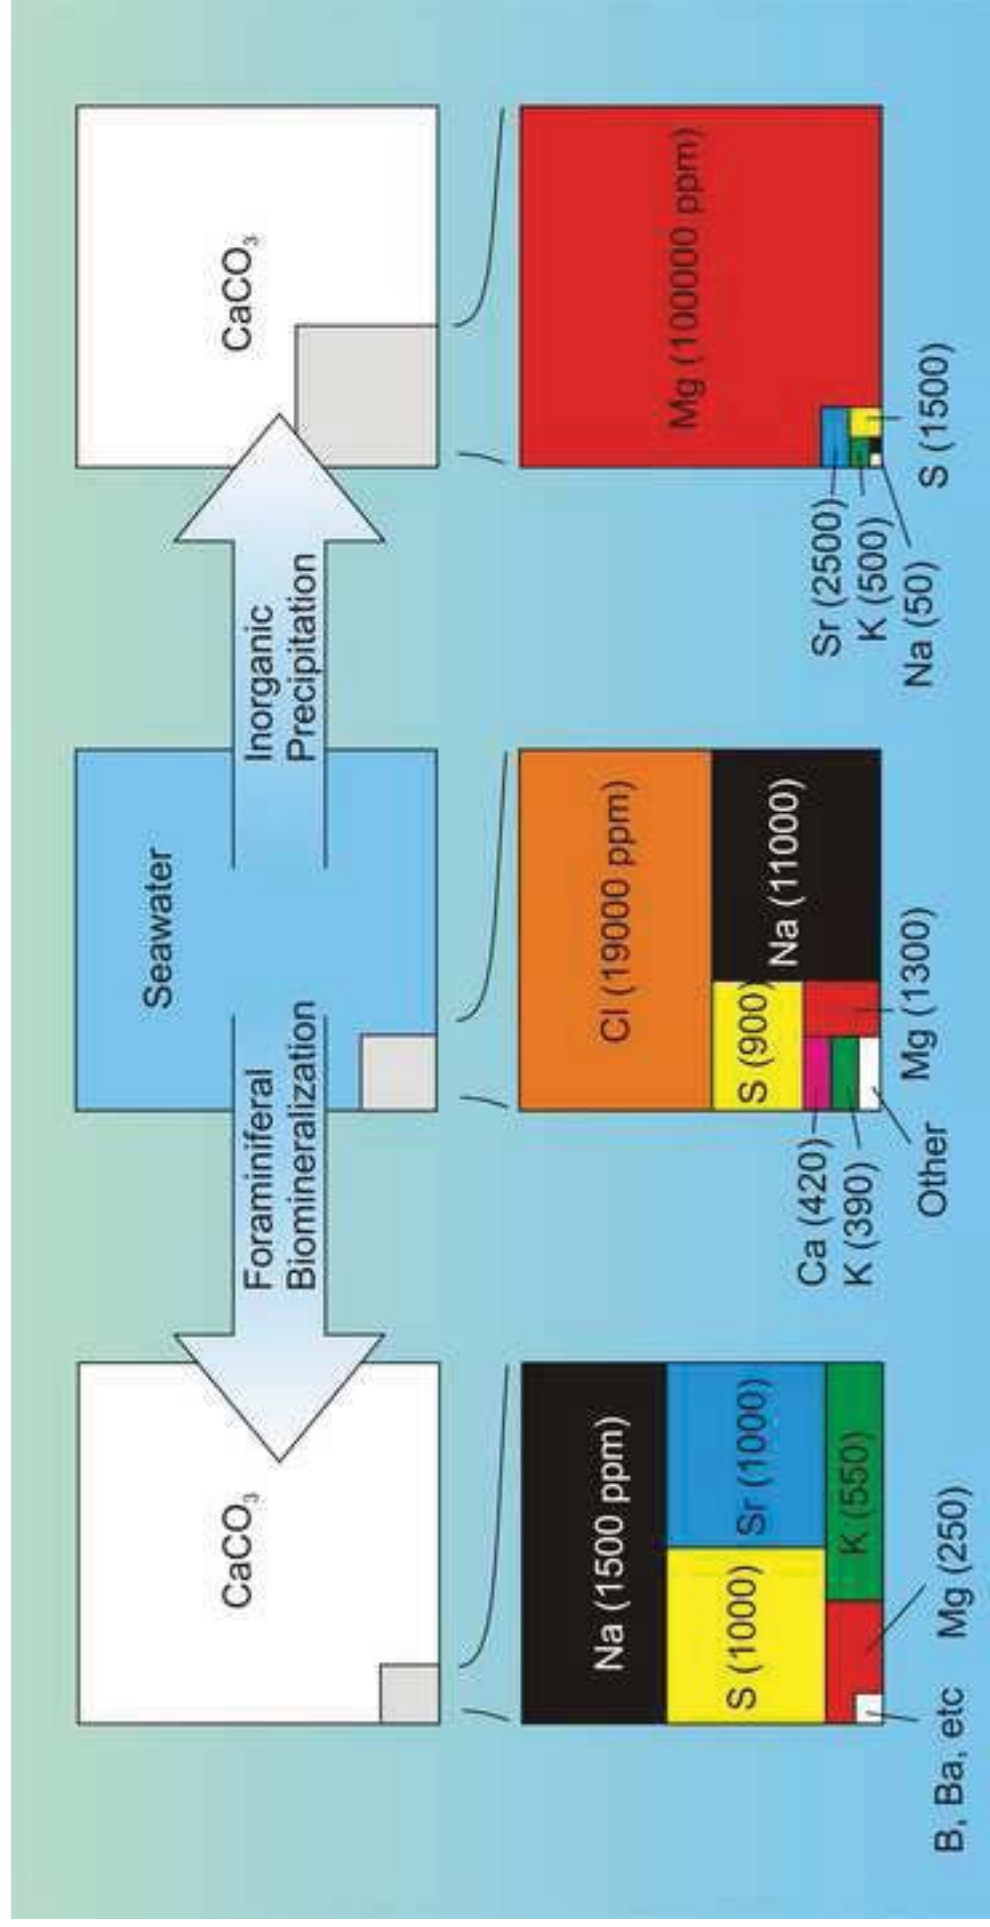 CaCO₃
Foraminiferal
Biomineralization
Seawater
Inorganic
Precipitation
CaCO₃
Na (1500 ppm)
S (1000)
Sr (1000)
K (550)
Mg (250)
B, Ba, etc
Cl (19000 ppm)
S (900)
Na (11000)
Ca (420)
K (390)
Other
Mg (1300)
Mg (100000 ppm)
Sr (2500)
K (500)
Na (50)
S (1500)